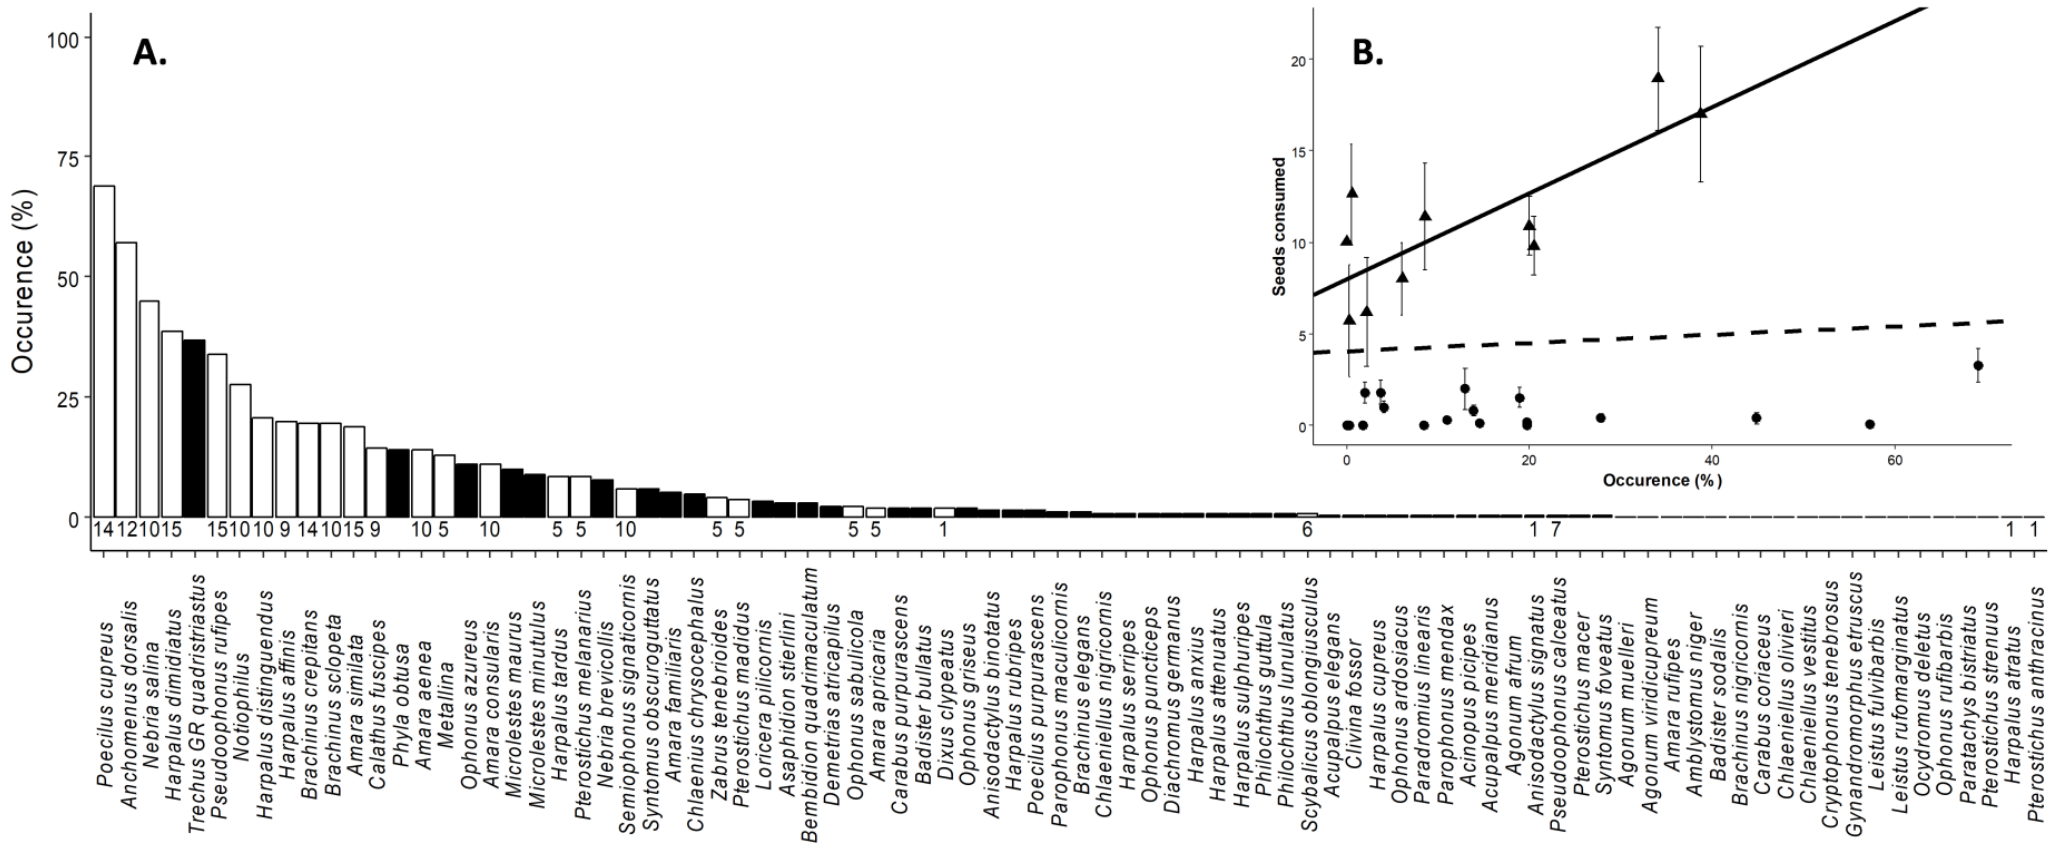 A.
Occurence (%)
100
75
50
25
0
14 12 10 15 15 10 10 9 14 10 15 9 10 5 10 5 5 10 5 5 5 5 1 6 1 7 1 1
Poecilus cupreus
Anchomenus dorsalis
Nebria salina
Harpalus dimidiatus
Trechus GR quadristriastus
Pseudoophonus rufipes
Notiophilus
Harpalus distinguendus
Harpalus affinis
Brachinus crepitans
Brachinus sclopeta
Amara similata
Calathus fuscipes
Phyla obtusa
Amara aenea
Metallina
Ophonus azureus
Amara consularis
Microlestes maurus
Microlestes minutulus
Harpalus tardus
Pterostichus melanarius
Nebria brevicollis
Semiophonus signaticornis
Syntomus obscuroguttatus
Amara familiaris
Chlaenius chrysocephalus
Zabrus tenebrioides
Pterostichus madidus
Loricera pilicornis
Asaphidion stierlini
Bembidion quadrimaculatum
Demetrias atricapilus
Ophonus sabulicola
Amara apricaria
Carabus purpurascens
Badister bullatus
Dixus clypeatus
Ophonus griseus
Anisodactylus binotatus
Harpalus rubripes
Poecilus purpurascens
Parophonus maculicornis
Brachinus elegans
Chlaeniellus nigricornis
Harpalus serripes
Ophonus puncticeps
Diachromus germanus
Harpalus anxius
Harpalus attenuatus
Harpalus sulphuripes
Philochthus guttula
Philochthus lunulatus
Scybalicus oblongiusculus
Acupalpus elegans
Clivina fossor
Harpalus cupreus
Ophonus ardosiacus
Paradromius linearis
Parophonus mendax
Acinopus picipes
Acupalpus meridianus
Agonum afrum
Anisodactylus signatus
Pseudoophonus calceatus
Pterostichus macer
Syntomus foveatus
Agonum muelleri
Agonum viridicupreum
Amara rufipes
Amblystomus niger
Badister sodalis
Brachinus nigricornis
Carabus coriaceus
Chlaeniellus olivieri
Chlaeniellus vestitus
Cryptophonus tenebrosus
Gynandromorphus etruscus
Leistus fulvibarbis
Leistus rufomarginatus
Ocydromus deletus
Ophonus rufibarbis
Paratachys bistriatus
Pterostichus strenuus
Harpalus atratus
Pterostichus anthracinus
B.
Seeds consumed
20
15
10
5
0
0 20 40 60
Occurence (%)